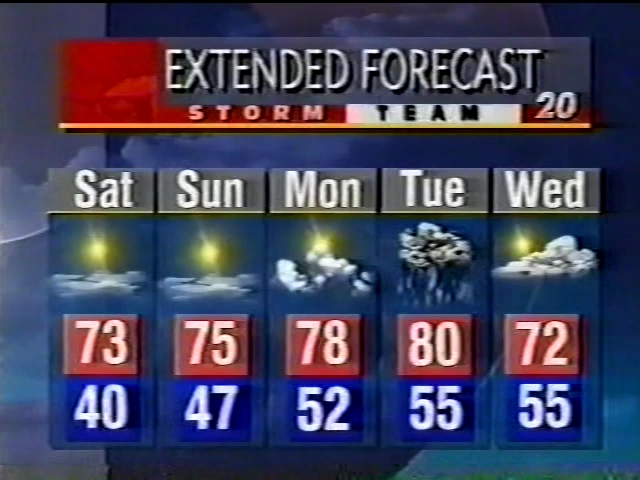 EXTENDED FORECAST
STORM TEAM 20
Sat Sun Mon Tue Wed
73 75 78 80 72
40 47 52 55 55